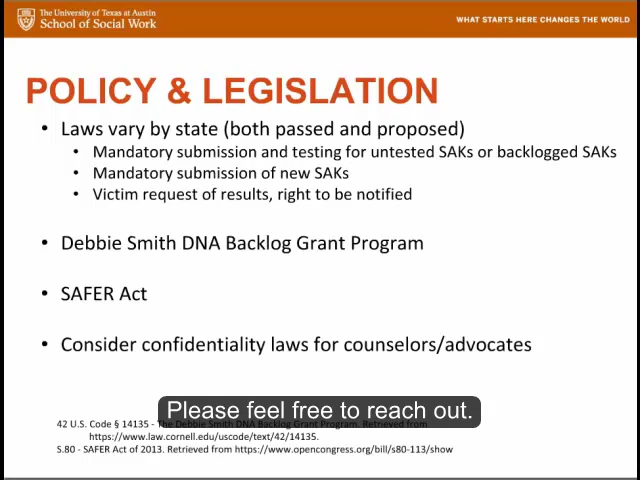 The University of Texas at Austin
School of Social Work
WHAT STARTS HERE CHANGES THE WORLD
POLICY & LEGISLATION
• Laws vary by state (both passed and proposed)
• Mandatory submission and testing for untested SAKs or backlogged SAKs
• Mandatory submission of new SAKs
• Victim request of results, right to be notified
• Debbie Smith DNA Backlog Grant Program
• SAFER Act
• Consider confidentiality laws for counselors/advocates
Please feel free to reach out.
42 U.S. Code § 14135 - The Debbie Smith DNA Backlog Grant Program. Retrieved from
https://www.law.cornell.edu/uscode/text/42/14135.
S.80 - SAFER Act of 2013. Retrieved from https://www.opencongress.org/bill/s80-113/show